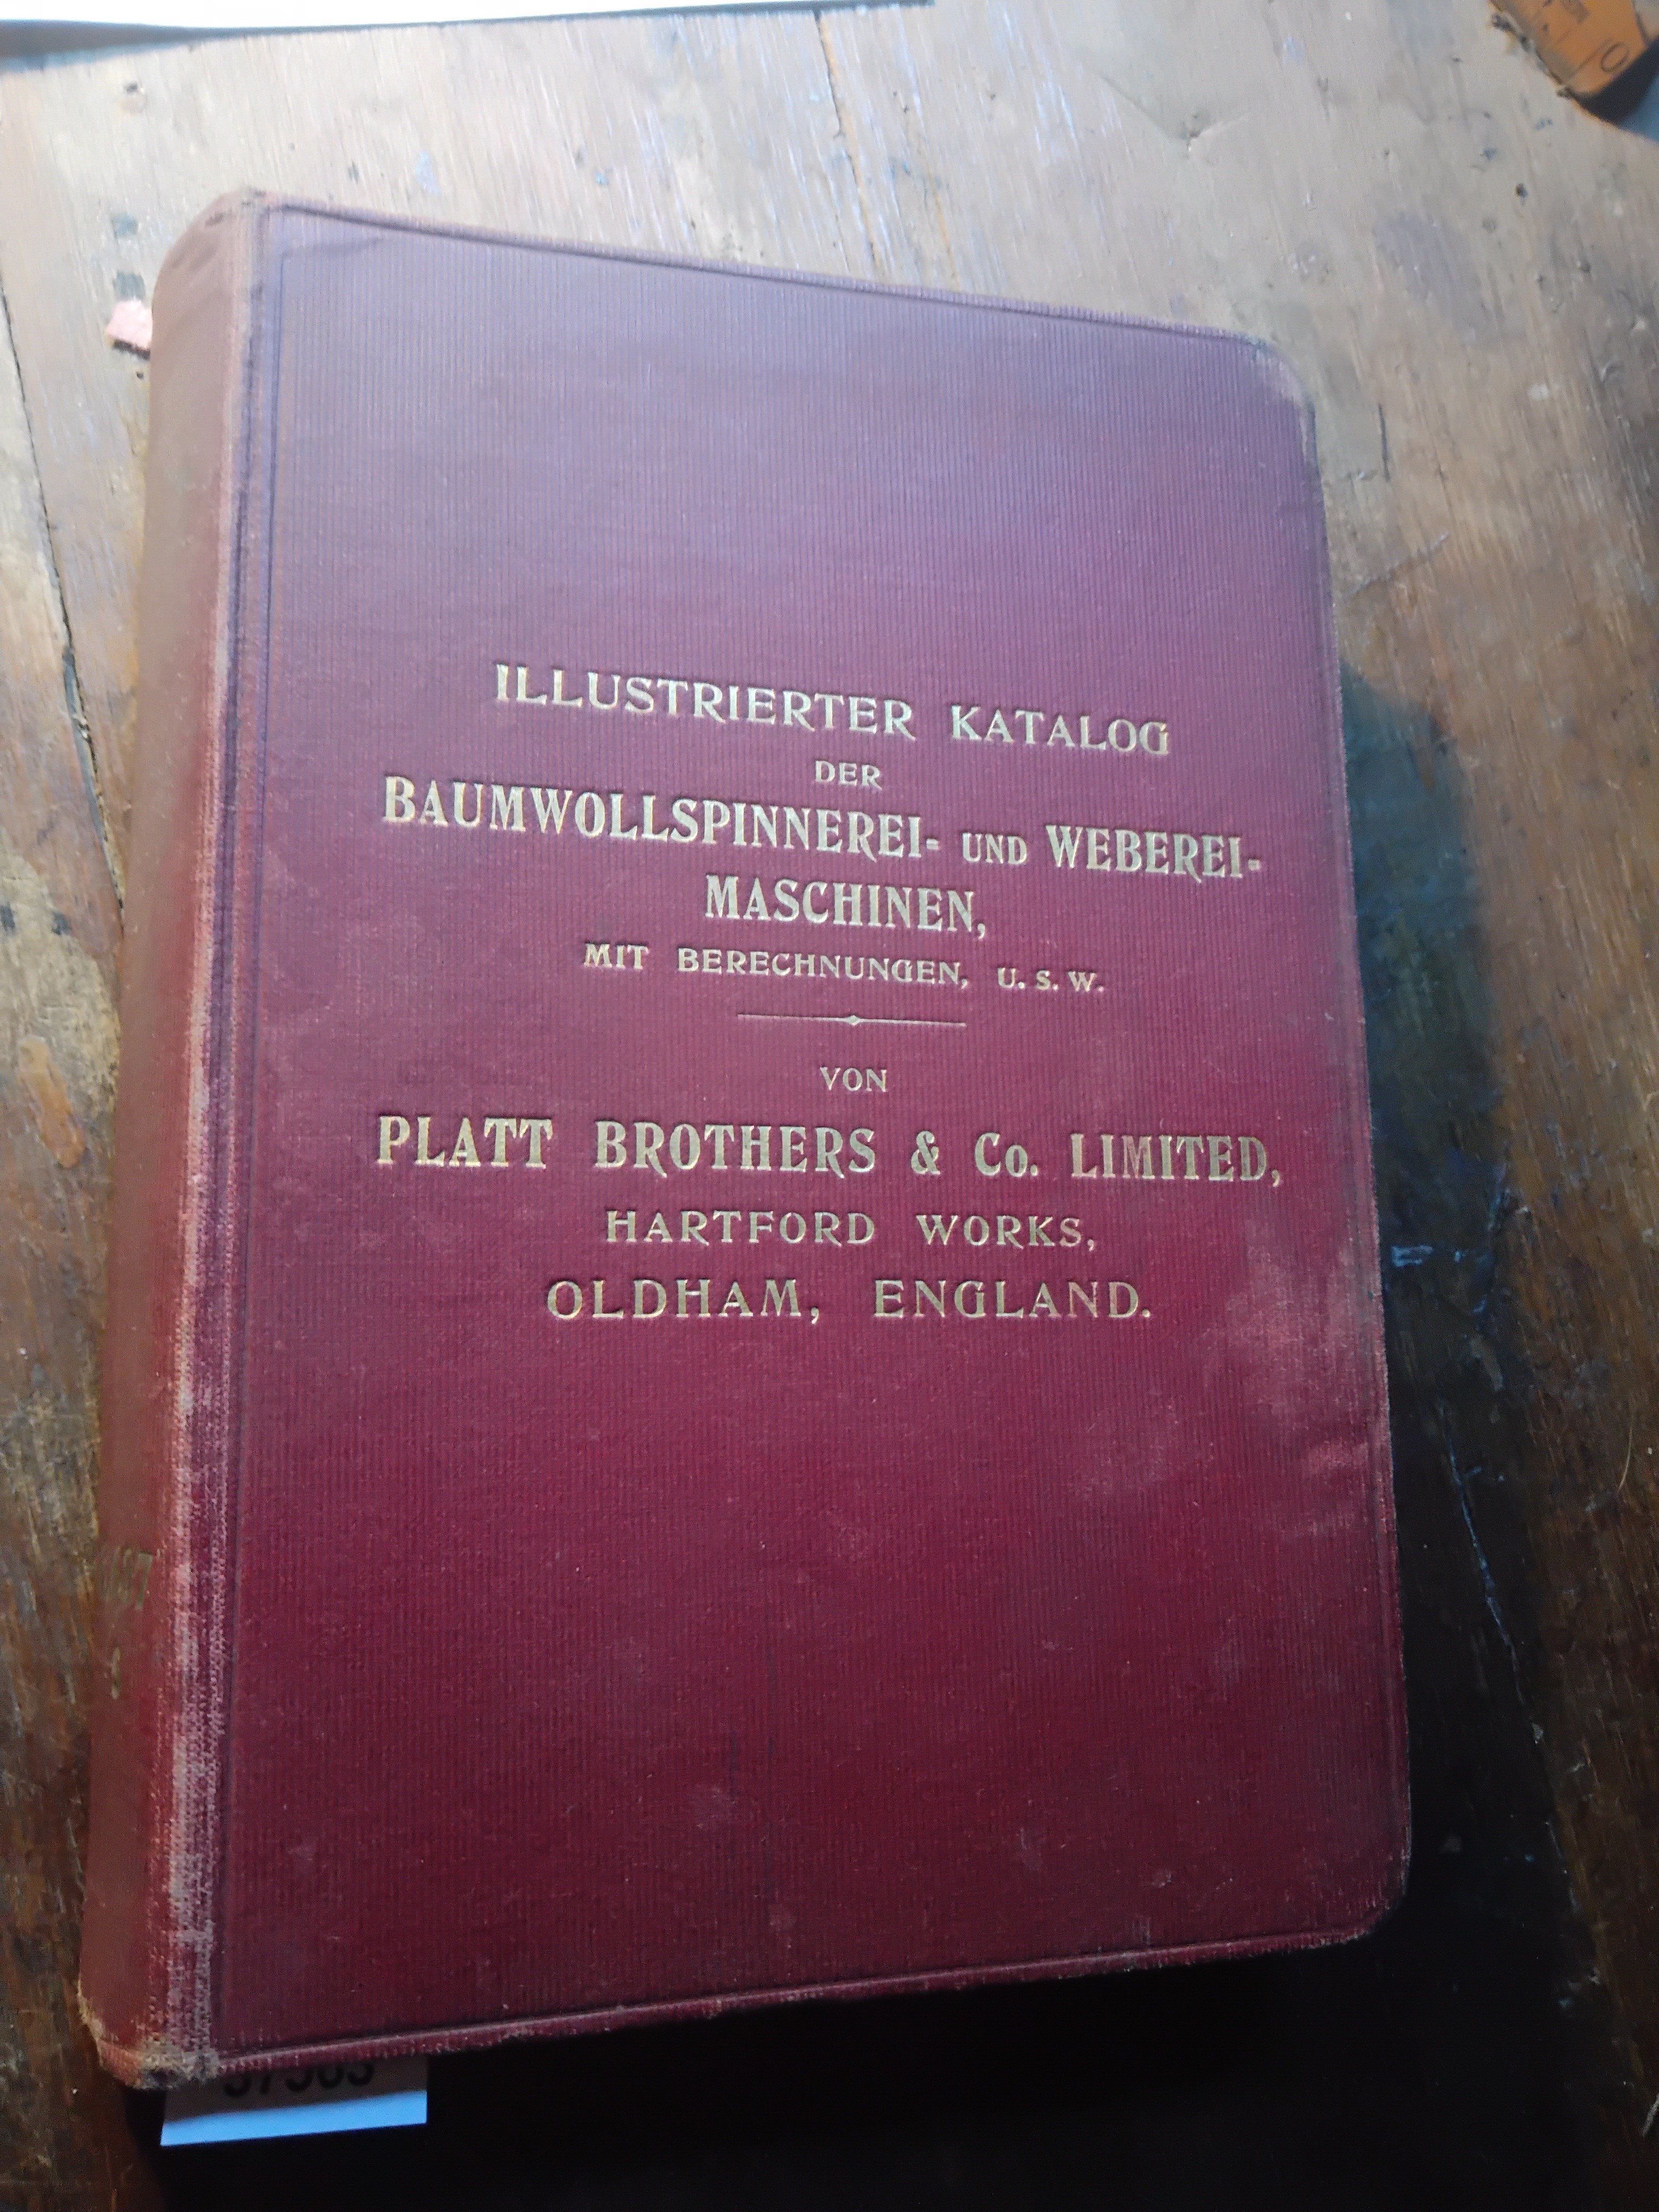 ILLUSTRIERTER KATALOG
DER
BAUMWOLLSPINNEREI- UND WEBEREI-
MASCHINEN,
MIT BERECHNUNGEN, U. S. W.
VON
PLATT BROTHERS & Co. LIMITED,
HARTFORD WORKS,
OLDHAM, ENGLAND.